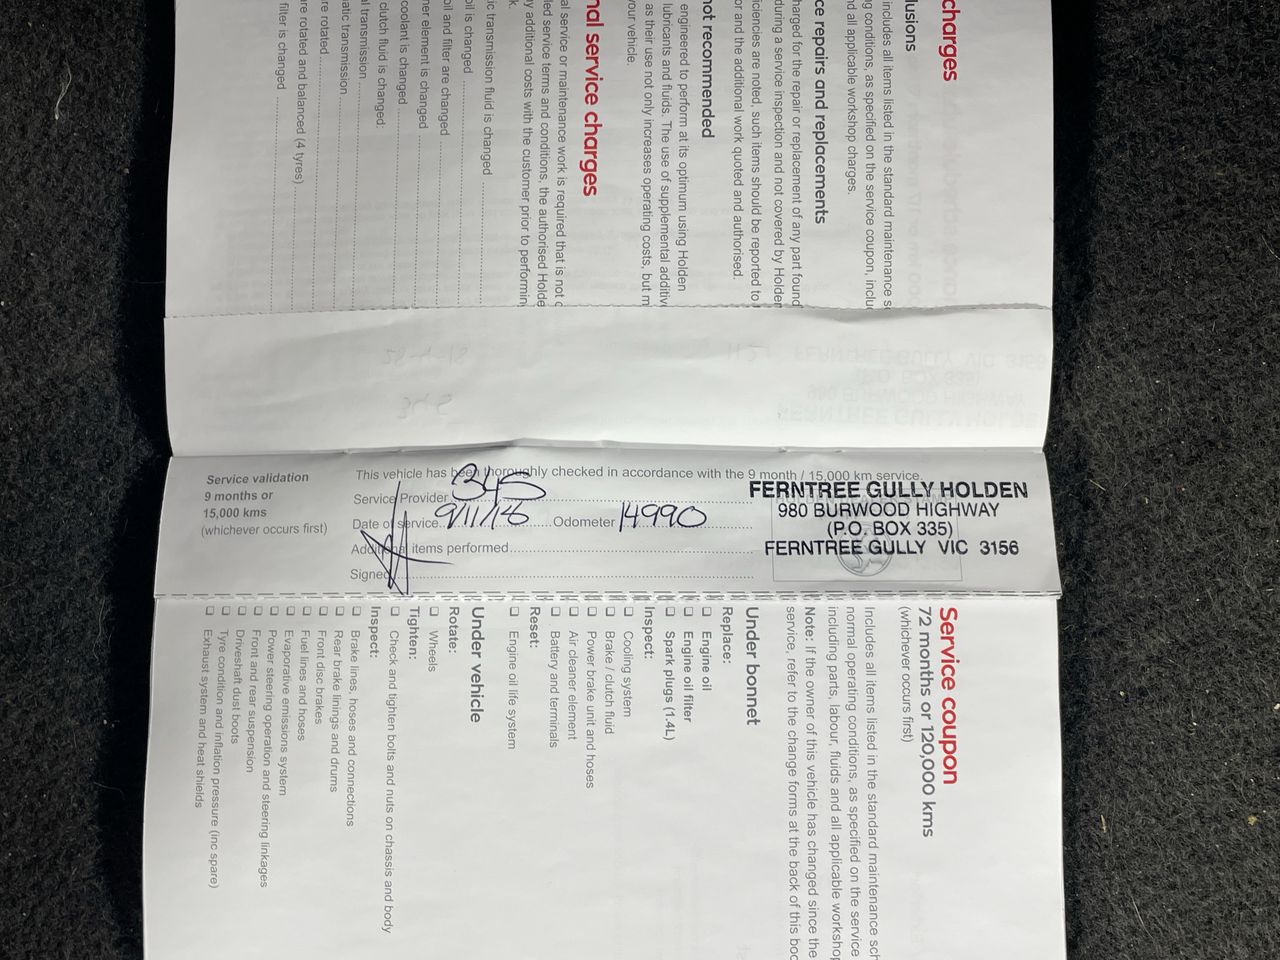 Service validation
9 months or
15,000 kms
(whichever occurs first)
This vehicle has been thoroughly checked in accordance with the 9 month / 15,000 km service.
Service Provider 345
Date of service 9/11/16 Odometer 14990
Additional items performed
Signed
FERNTREE GULLY HOLDEN
980 BURWOOD HIGHWAY
(P.O. BOX 335)
FERNTREE GULLY VIC 3156
charges
lusions
includes all items listed in the standard maintenance s
g conditions, as specified on the service coupon, inclu
nd all applicable workshop charges.
ce repairs and replacements
harged for the repair or replacement of any part found
during a service inspection and not covered by Holden
iciencies are noted, such items should be reported to
or and the additional work quoted and authorised.
not recommended
engineered to perform at its optimum using Holden
lubricants and fluids. The use of supplemental additiv
as their use not only increases operating costs, but m
your vehicle.
nal service charges
al service or maintenance work is required that is not c
led service terms and conditions, the authorised Holde
y additional costs with the customer prior to performin
k.
ic transmission fluid is changed
oil is changed
oil and filter are changed
ner element is changed
coolant is changed
clutch fluid is changed:
l transmission
atic transmission
re rotated
are rotated and balanced (4 tyres)
filter is changed
Service coupon
72 months or 120,000 kms
(whichever occurs first)
Includes all items listed in the standard maintenance sch
normal operating conditions, as specified on the service
including parts, labour, fluids and all applicable workshop
Note: If the owner of this vehicle has changed since the
service, refer to the change forms at the back of this boo
Under bonnet
Replace:
❑ Engine oil
❑ Engine oil filter
❑ Spark plugs (1.4L)
Inspect:
❑ Cooling system
❑ Brake / clutch fluid
❑ Power brake unit and hoses
❑ Air cleaner element
❑ Battery and terminals
Reset:
❑ Engine oil life system
Under vehicle
Rotate:
❑ Wheels
Tighten:
❑ Check and tighten bolts and nuts on chassis and body
Inspect:
❑ Brake lines, hoses and connections
❑ Rear brake linings and drums
❑ Front disc brakes
❑ Fuel lines and hoses
❑ Evaporative emissions system
❑ Power steering operation and steering linkages
❑ Front and rear suspension
❑ Driveshaft dust boots
❑ Tyre condition and inflation pressure (inc spare)
❑ Exhaust system and heat shields